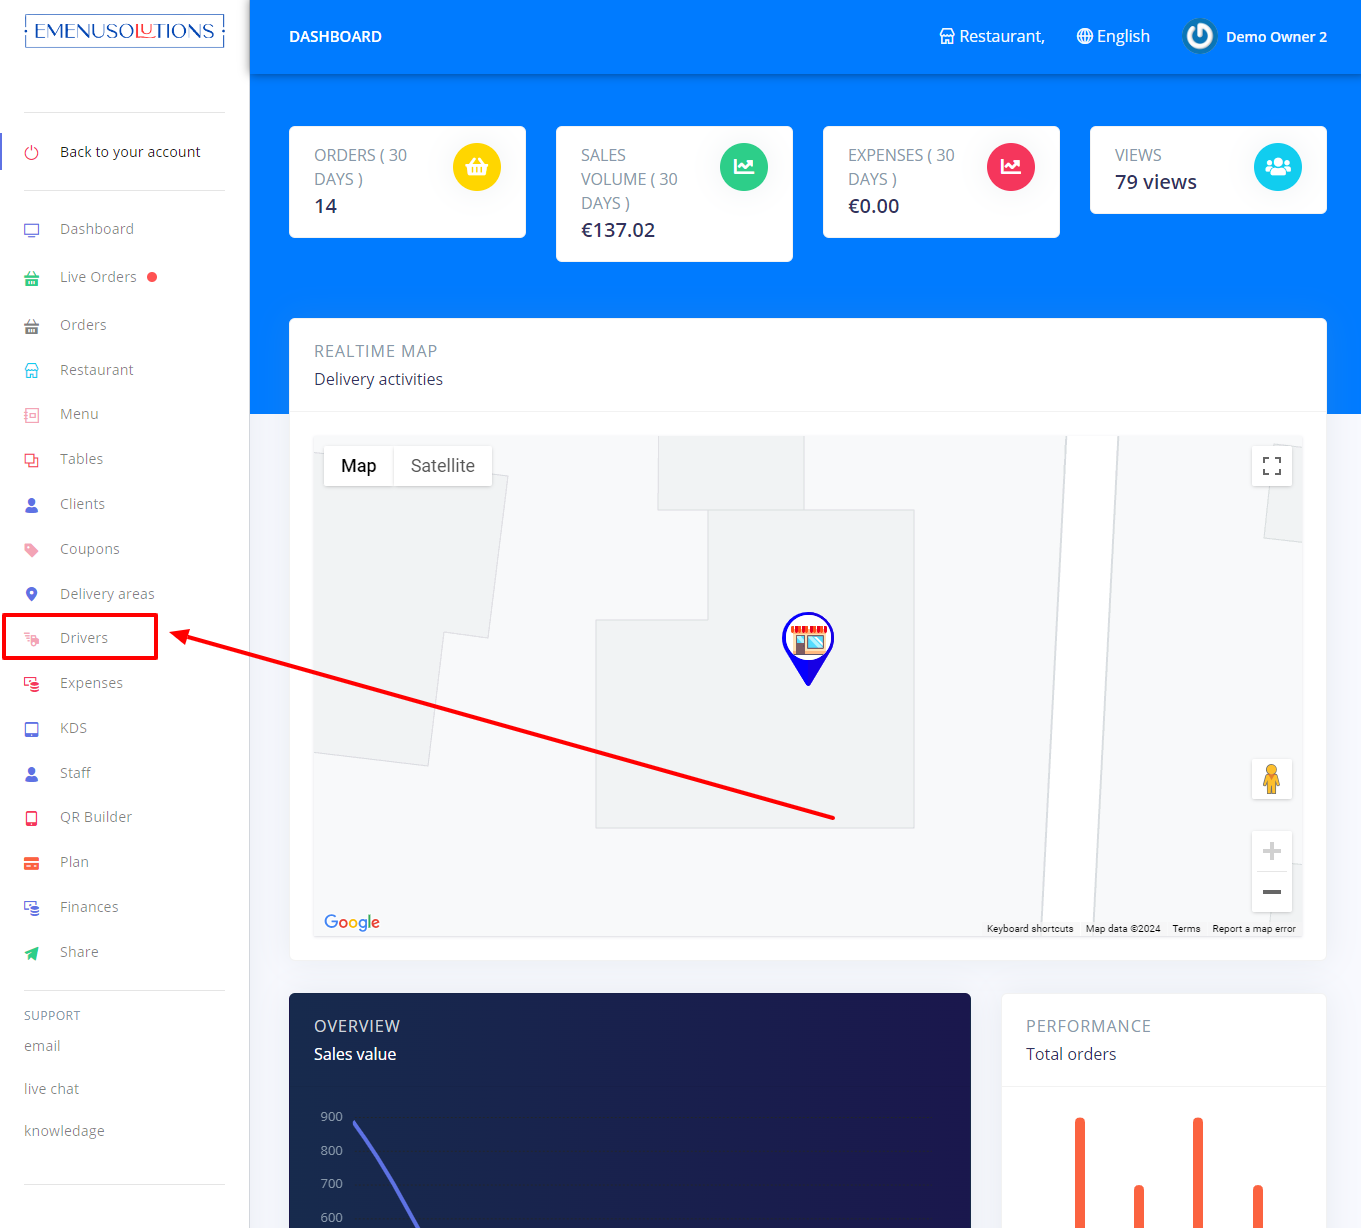 EMENUSOLUTIONS
DASHBOARD
Restaurant,
English
Demo Owner 2
Back to your account
Dashboard
Live Orders
Orders
Restaurant
Menu
Tables
Clients
Coupons
Delivery areas
Drivers
Expenses
KDS
Staff
QR Builder
Plan
Finances
Share
SUPPORT
email
live chat
knowledage
ORDERS ( 30
DAYS )
14
SALES
VOLUME ( 30
DAYS )
€137.02
EXPENSES ( 30
DAYS )
€0.00
VIEWS
79 views
REALTIME MAP
Delivery activities
Map
Satellite
Google
Keyboard shortcuts
Map data ©2024
Terms
Report a map error
OVERVIEW
Sales value
900
800
700
600
PERFORMANCE
Total orders